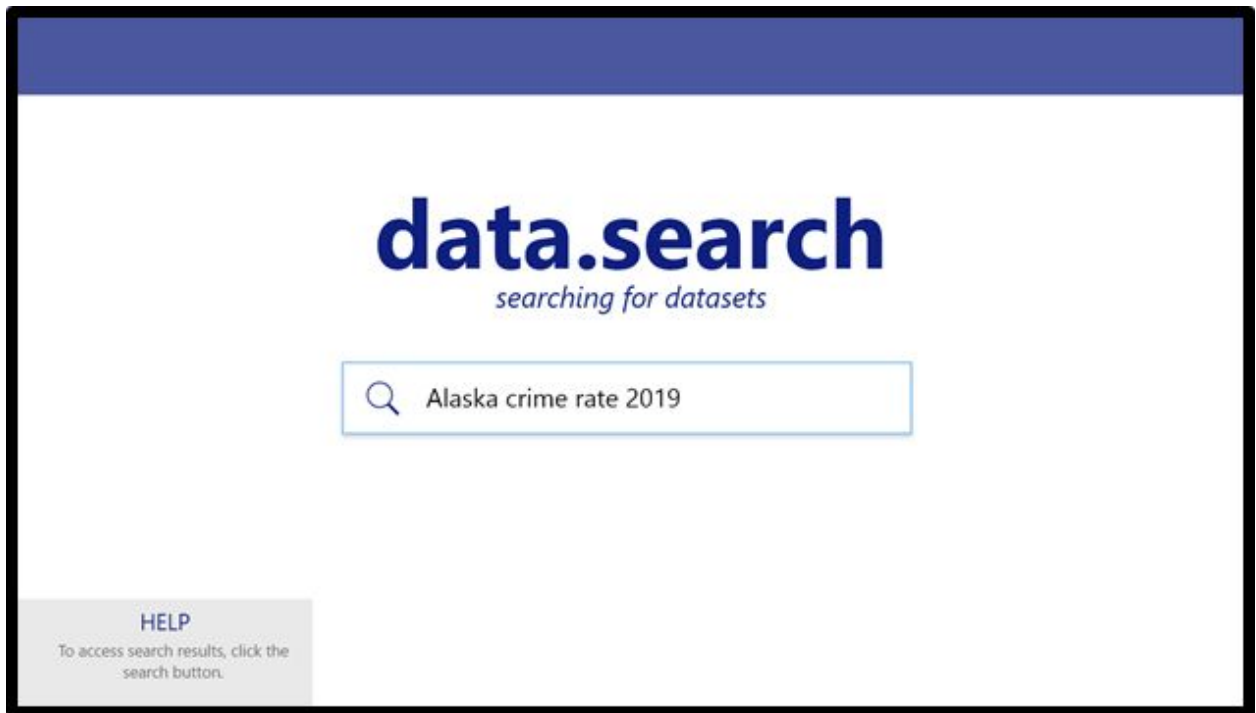 data.search
searching for datasets
Alaska crime rate 2019
HELP
To access search results, click the
search button.